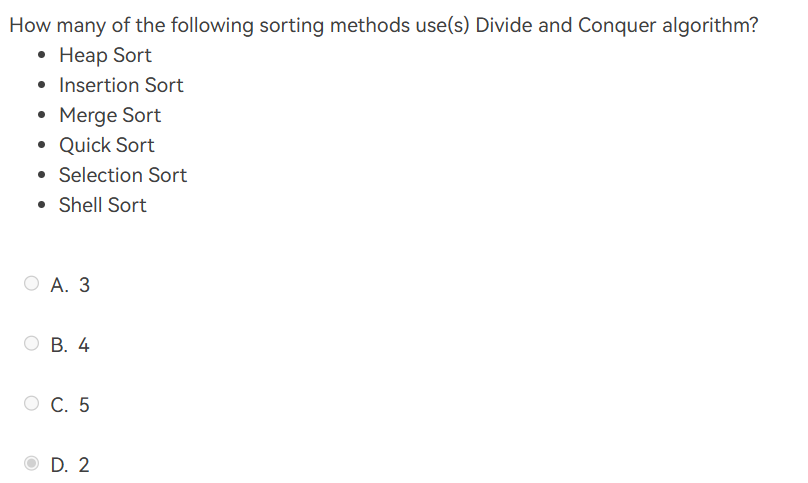 How many of the following sorting methods use(s) Divide and Conquer algorithm?
• Heap Sort
• Insertion Sort
• Merge Sort
• Quick Sort
• Selection Sort
• Shell Sort
A. 3
B. 4
C. 5
D. 2